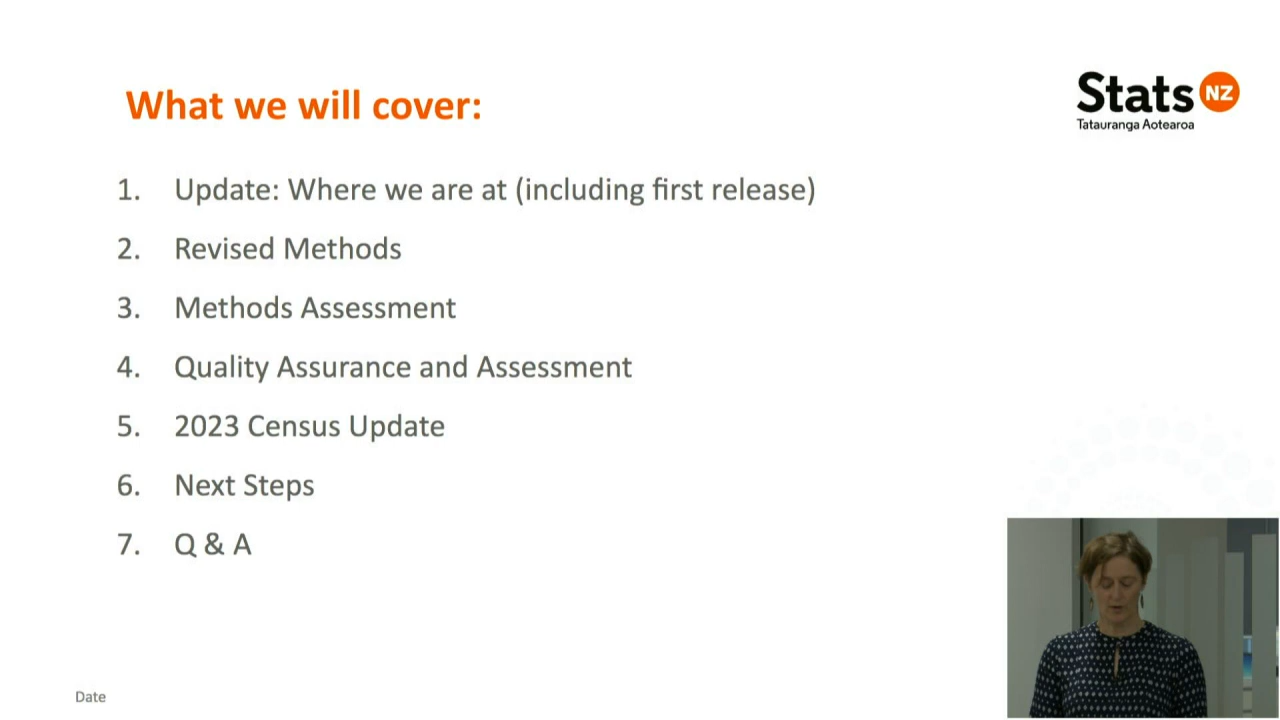 What we will cover:
Stats NZ
Tatauranga Aotearoa
1. Update: Where we are at (including first release)
2. Revised Methods
3. Methods Assessment
4. Quality Assurance and Assessment
5. 2023 Census Update
6. Next Steps
7. Q & A
Date